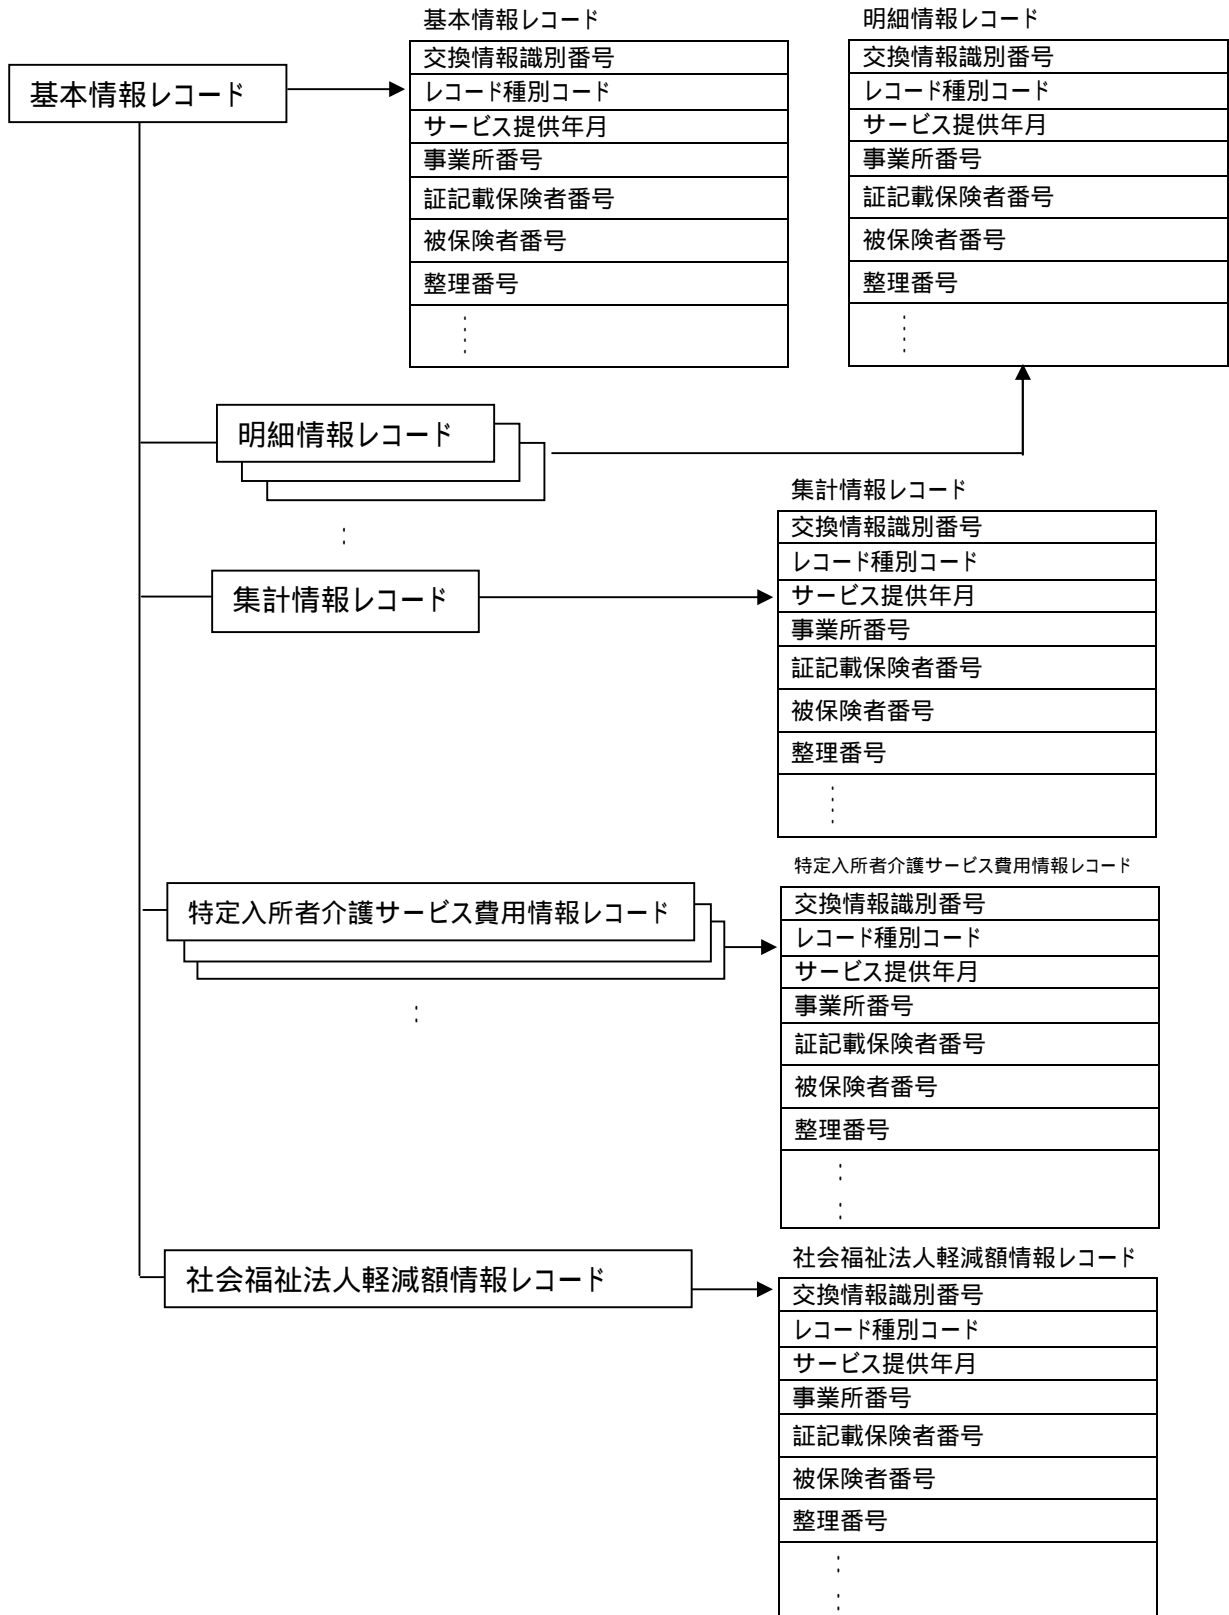 基本情報レコード
基本情報レコード
交換情報識別番号
レコード種別コード
サービス提供年月
事業所番号
証記載保険者番号
被保険者番号
整理番号
明細情報レコード
交換情報識別番号
レコード種別コード
サービス提供年月
事業所番号
証記載保険者番号
被保険者番号
整理番号
明細情報レコード
集計情報レコード
集計情報レコード
交換情報識別番号
レコード種別コード
サービス提供年月
事業所番号
証記載保険者番号
被保険者番号
整理番号
特定入所者介護サービス費用情報レコード
特定入所者介護サービス費用情報レコード
交換情報識別番号
レコード種別コード
サービス提供年月
事業所番号
証記載保険者番号
被保険者番号
整理番号
社会福祉法人軽減額情報レコード
社会福祉法人軽減額情報レコード
交換情報識別番号
レコード種別コード
サービス提供年月
事業所番号
証記載保険者番号
被保険者番号
整理番号